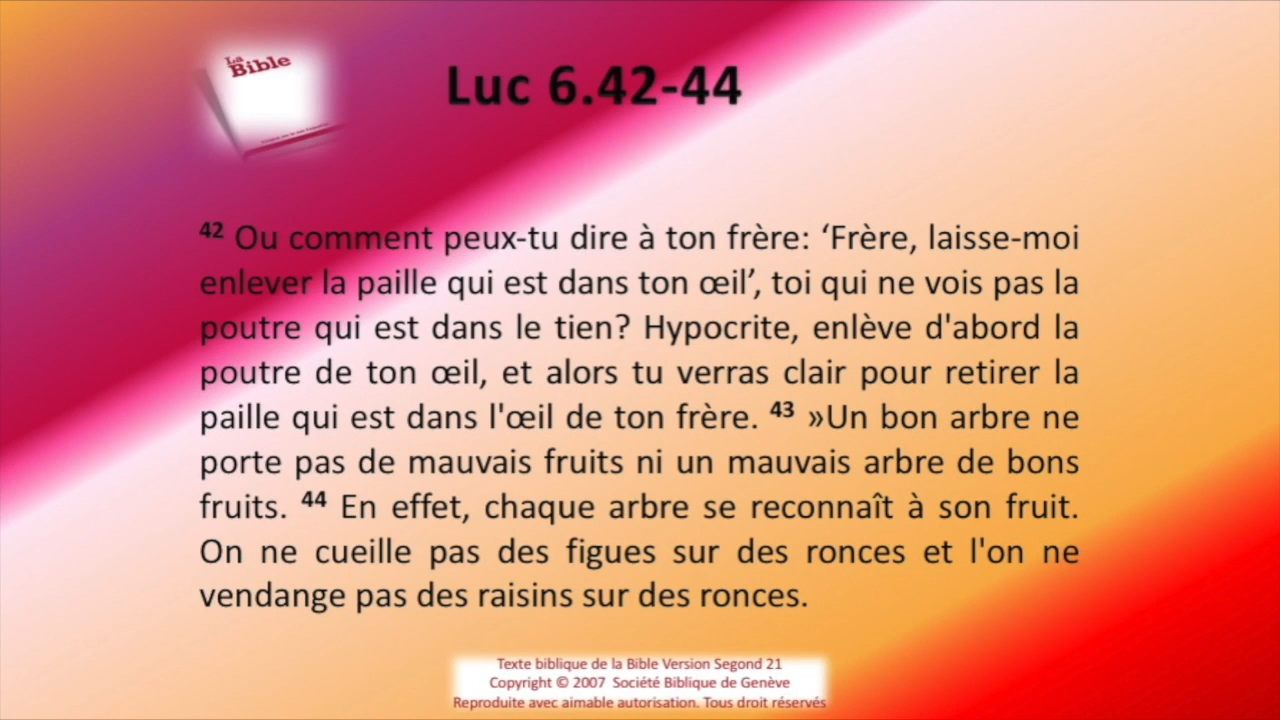 La
Bible
Luc 6.42-44
42 Ou comment peux-tu dire à ton frère: ‘Frère, laisse-moi
enlever la paille qui est dans ton œil’, toi qui ne vois pas la
poutre qui est dans le tien? Hypocrite, enlève d'abord la
poutre de ton œil, et alors tu verras clair pour retirer la
paille qui est dans l'œil de ton frère. 43 »Un bon arbre ne
porte pas de mauvais fruits ni un mauvais arbre de bons
fruits. 44 En effet, chaque arbre se reconnaît à son fruit.
On ne cueille pas des figues sur des ronces et l'on ne
vendange pas des raisins sur des ronces.
Texte biblique de la Bible Version Segond 21
Copyright © 2007 Société Biblique de Genève
Reproduite avec aimable autorisation. Tous droit réservés